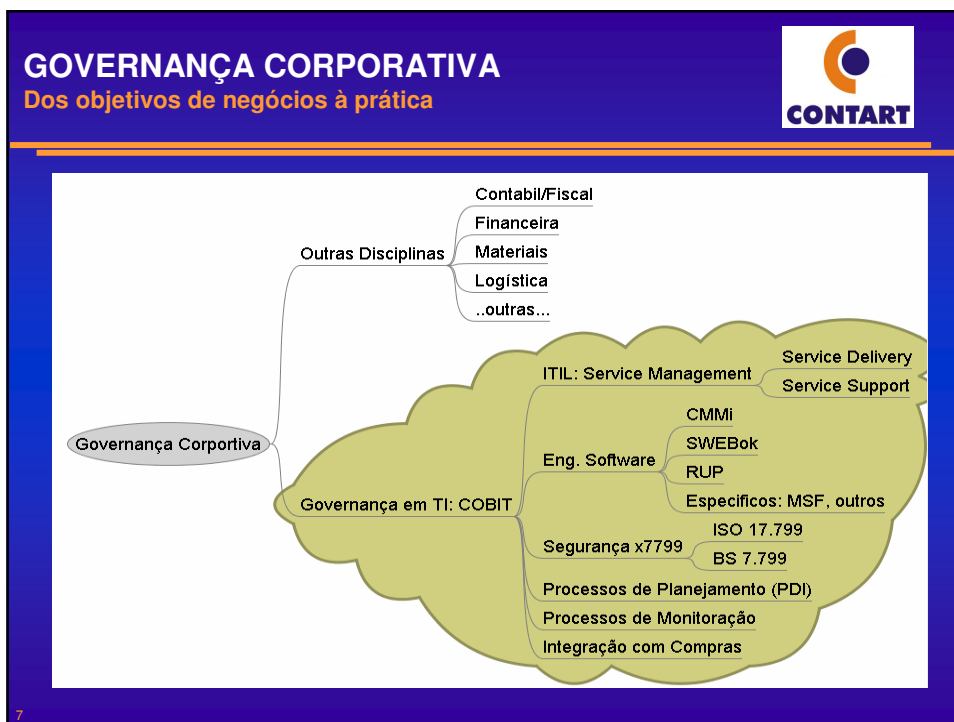 GOVERNANÇA CORPORATIVA
Dos objetivos de negócios à prática
CONTART
Contabil/Fiscal
Financeira
Outras Disciplinas
Materiais
Logística
..outras...
Service Delivery
ITIL: Service Management
Service Support
CMMi
Governança Corportiva
SWEBok
Eng. Software
RUP
Especificos: MSF, outros
Governança em TI: COBIT
ISO 17.799
Segurança x7799
BS 7.799
Processos de Planejamento (PDI)
Processos de Monitoração
Integração com Compras
7